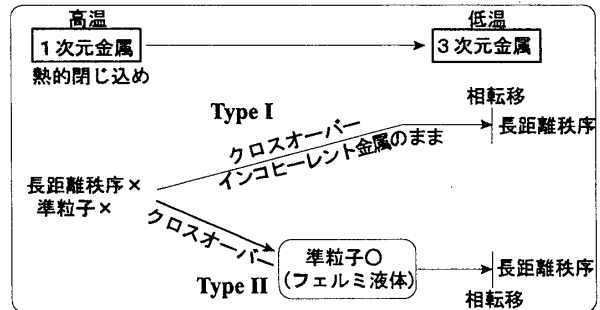 高温
低温
1次元金属
3次元金属
熱的閉じ込め
相転移
Type I
クロスオーバー
長距離秩序
インコヒーレント金属のまま
長距離秩序×
準粒子×
クロスオーバー
準粒子○
(フェルミ液体)
長距離秩序
Type II
相転移